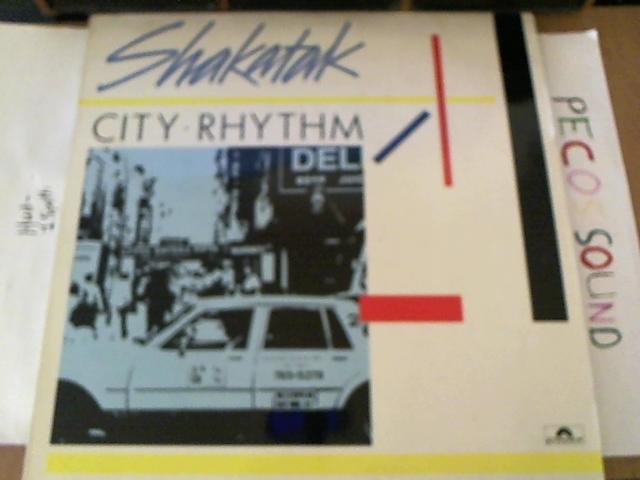 Shakatak
CITY·RHYTHM
DEL
PECOS SOUND